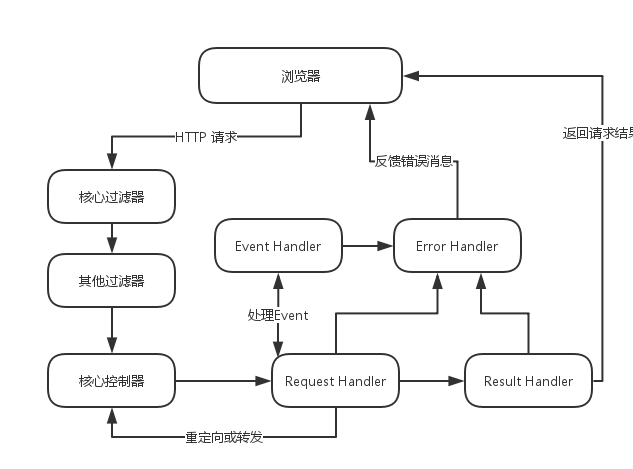 浏览器
返回请求结
HTTP 请求
反馈错误消息
核心过滤器
Event Handler
Error Handler
其他过滤器
处理Event
核心控制器
Request Handler
Result Handler
重定向或转发